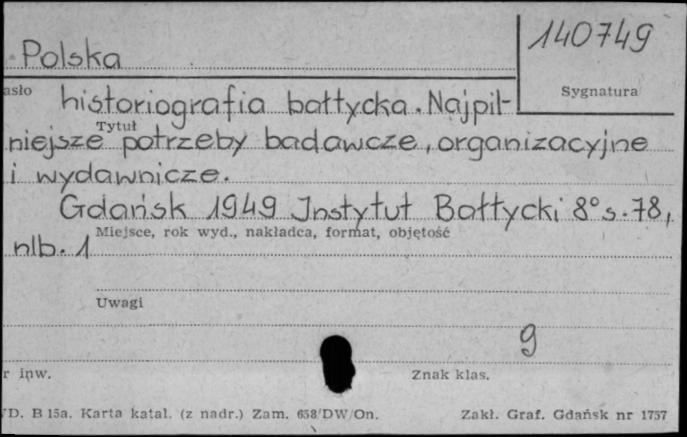 140749
Polska
asło
Sygnatura
historiografia bałtycka. Najpil-
Tytuł
niejsze potrzeby badawcze, organizacyjne
i wydawnicze.
Gdańsk 1949 Instytut Bałtycki 8° s. 78,
Miejsce, rok wyd., nakładca, format, objętość
nlb. 1
Uwagi
9
r inw.
Znak klas.
D. B 15a. Karta katal. (z nadr.) Zam. 658/DW/On.
Zakł. Graf. Gdańsk nr 1757